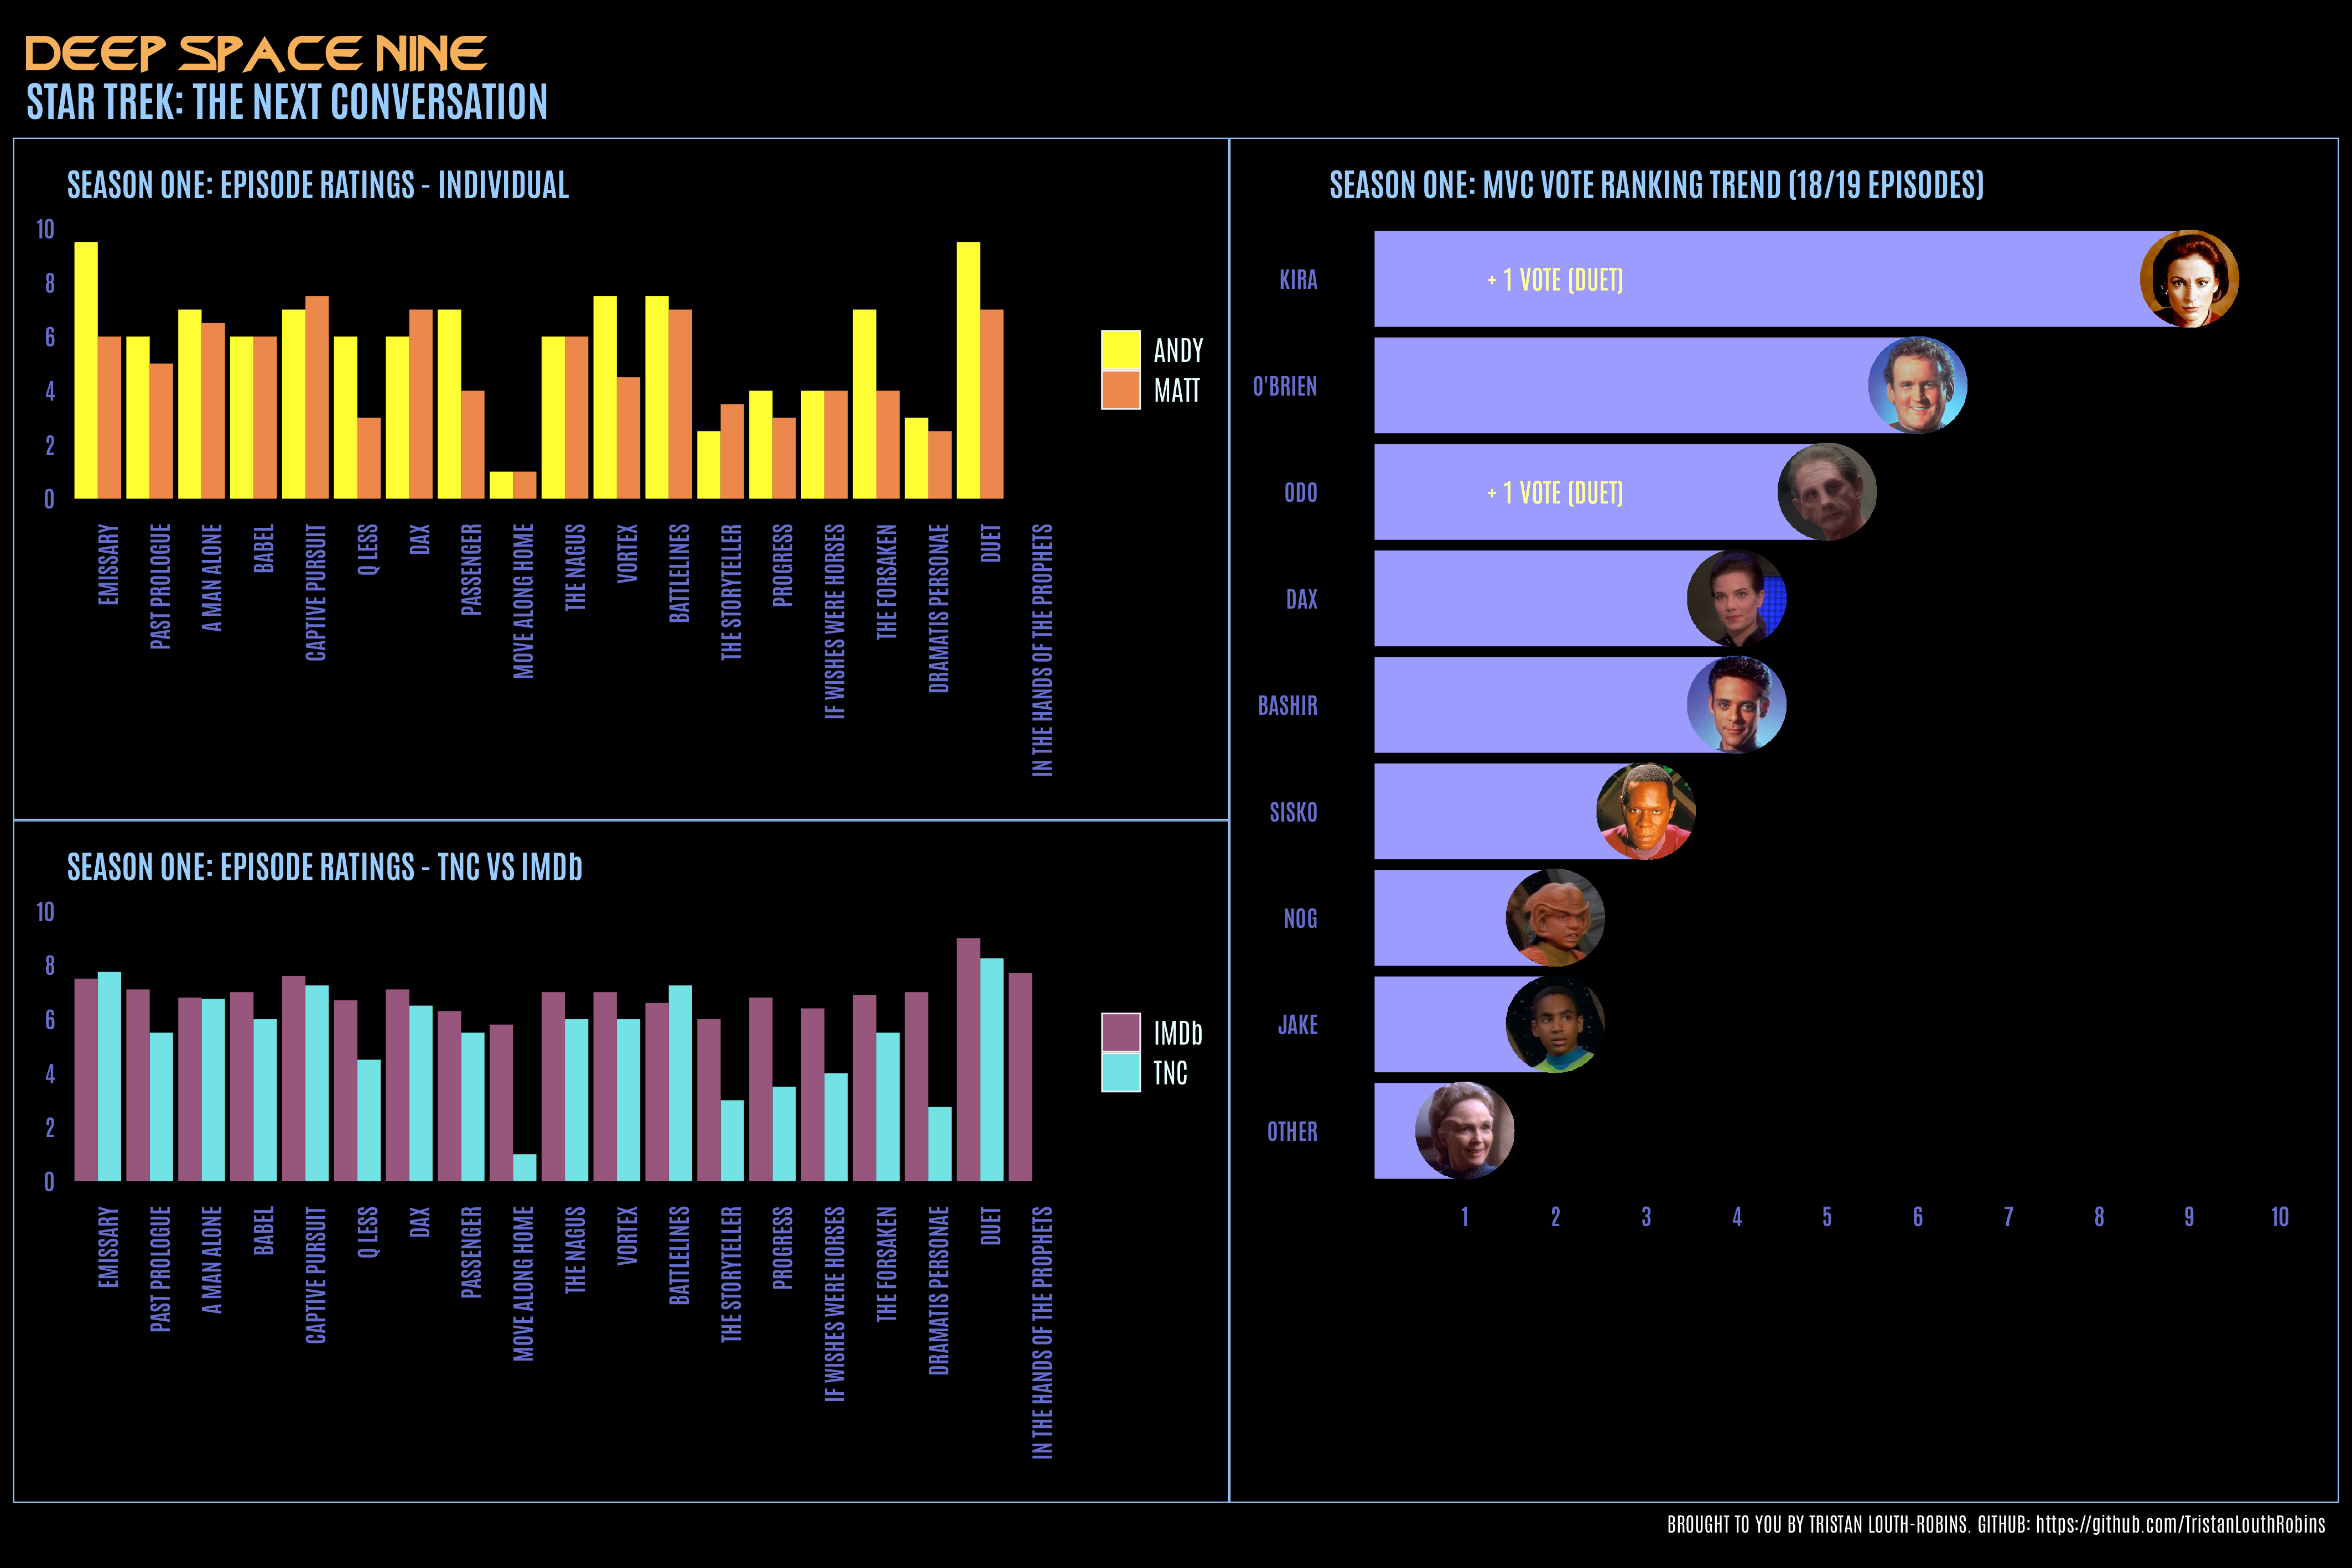 DEEP SPACE NINE
STAR TREK: THE NEXT CONVERSATION
SEASON ONE: EPISODE RATINGS - INDIVIDUAL
10
8
6
4
2
0
EMISSARY
PAST PROLOGUE
A MAN ALONE
BABEL
CAPTIVE PURSUIT
Q LESS
DAX
PASSENGER
MOVE ALONG HOME
THE NAGUS
VORTEX
BATTLELINES
THE STORYTELLER
PROGRESS
IF WISHES WERE HORSES
THE FORSAKEN
DRAMATIS PERSONAE
DUET
IN THE HANDS OF THE PROPHETS
ANDY
MATT
SEASON ONE: EPISODE RATINGS - TNC VS IMDb
10
8
6
4
2
0
EMISSARY
PAST PROLOGUE
A MAN ALONE
BABEL
CAPTIVE PURSUIT
Q LESS
DAX
PASSENGER
MOVE ALONG HOME
THE NAGUS
VORTEX
BATTLELINES
THE STORYTELLER
PROGRESS
IF WISHES WERE HORSES
THE FORSAKEN
DRAMATIS PERSONAE
DUET
IN THE HANDS OF THE PROPHETS
IMDb
TNC
SEASON ONE: MVC VOTE RANKING TREND (18/19 EPISODES)
KIRA
+ 1 VOTE (DUET)
O'BRIEN
ODO
+ 1 VOTE (DUET)
DAX
BASHIR
SISKO
NOG
JAKE
OTHER
1 2 3 4 5 6 7 8 9 10
BROUGHT TO YOU BY TRISTAN LOUTH-ROBINS. GITHUB: https://github.com/TristanLouthRobins